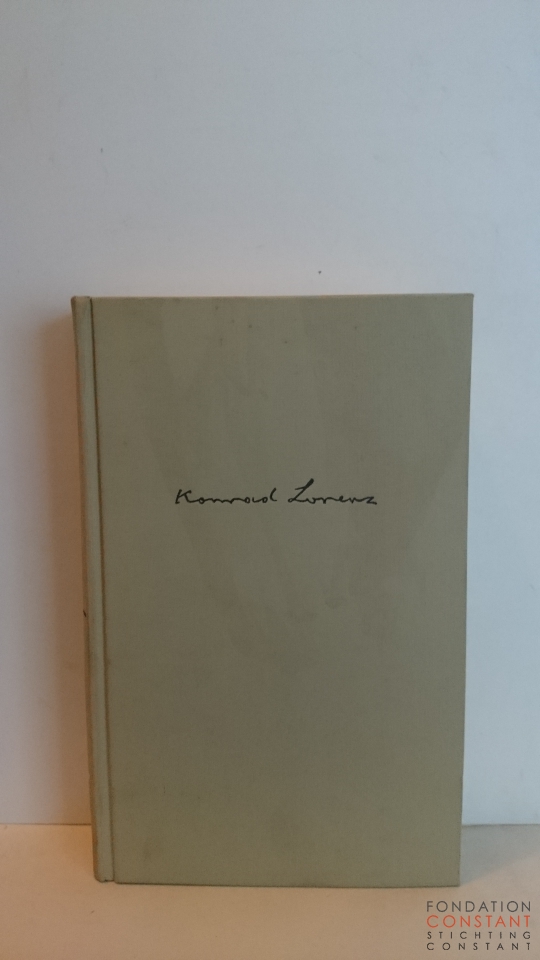 Konrad Lorenz
FONDATION
CONSTANT
STICHTING
CONSTANT